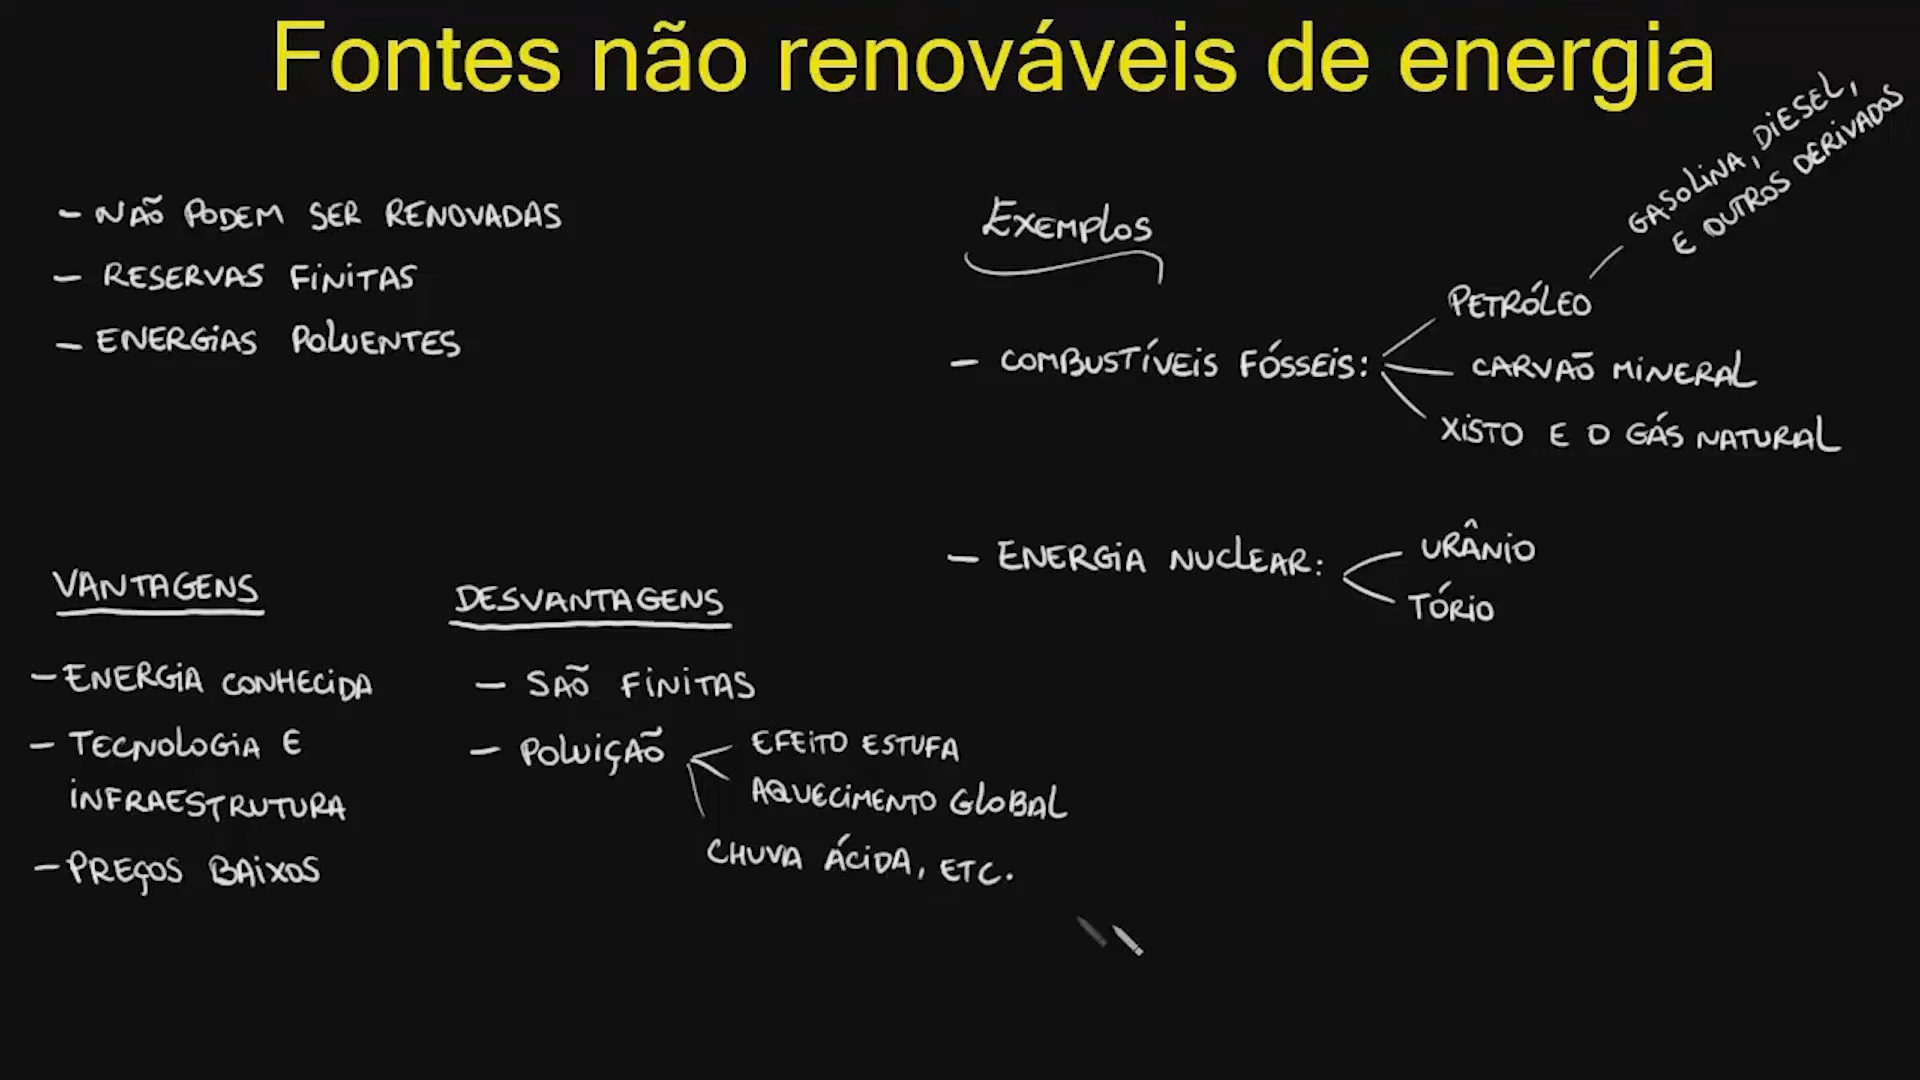 Fontes não renováveis de energia
- NÃO PODEM SER RENOVADAS
- RESERVAS FINITAS
- ENERGIAS POLUENTES
VANTAGENS
- ENERGIA CONHECIDA
- TECNOLOGIA E
INFRAESTRUTURA
- PREÇOS BAIXOS
DESVANTAGENS
- SÃO FINITAS
- POLUIÇÃO
EFEITO ESTUFA
AQUECIMENTO GLOBAL
CHUVA ÁCIDA, ETC.
EXEMPLOS
- COMBUSTÍVEIS FÓSSEIS:
PETRÓLEO
GASOLINA, DIESEL,
E OUTROS DERIVADOS
CARVÃO MINERAL
XISTO E O GÁS NATURAL
- ENERGIA NUCLEAR:
URÂNIO
TÓRIO